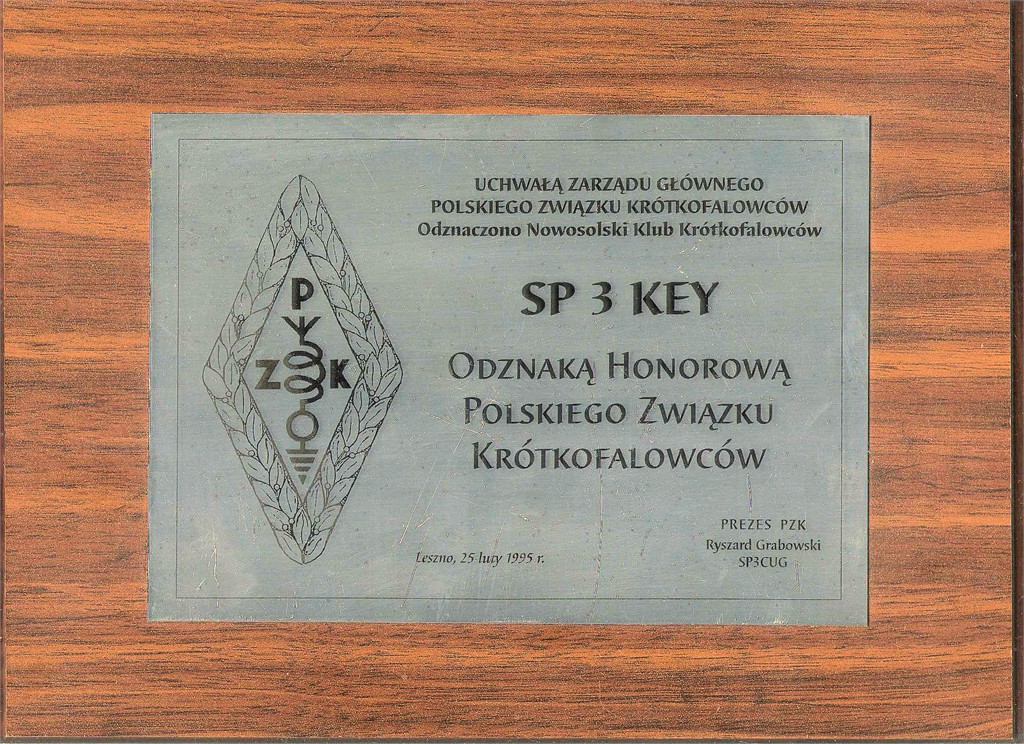 UCHWAŁĄ ZARZĄDU GŁÓWNEGO
POLSKIEGO ZWIĄZKU KRÓTKOFALOWCÓW
Odznaczono Nowosolski Klub Krótkofalowców
SP 3 KEY
ODZNAKĄ HONOROWĄ
POLSKIEGO ZWIĄZKU
KRÓTKOFALOWCÓW
P
Z K
PREZES PZK
Ryszard Grabowski
SP3CUG
Leszno, 25 luty 1995 r.